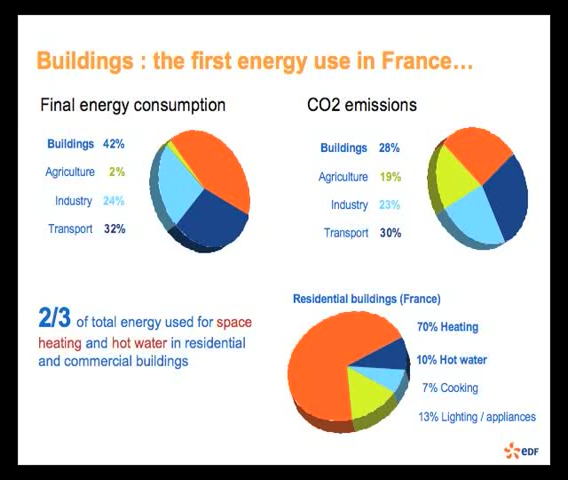 Buildings : the first energy use in France…
Final energy consumption
Buildings 42%
Agriculture 2%
Industry 24%
Transport 32%
CO2 emissions
Buildings 28%
Agriculture 19%
Industry 23%
Transport 30%
2/3 of total energy used for space
heating and hot water in residential
and commercial buildings
Residential buildings (France)
70% Heating
10% Hot water
7% Cooking
13% Lighting / appliances
eDF